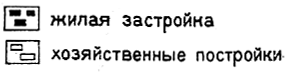 жилая застройка
хозяйственные постройки